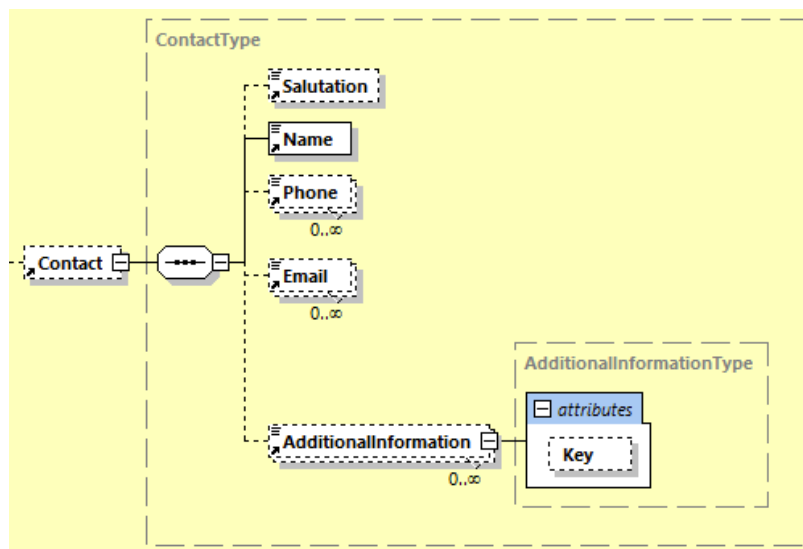 ContactType
Salutation
Name
Phone
0..∞
Contact
Email
0..∞
AdditionalInformationType
attributes
AdditionalInformation
Key
0..∞